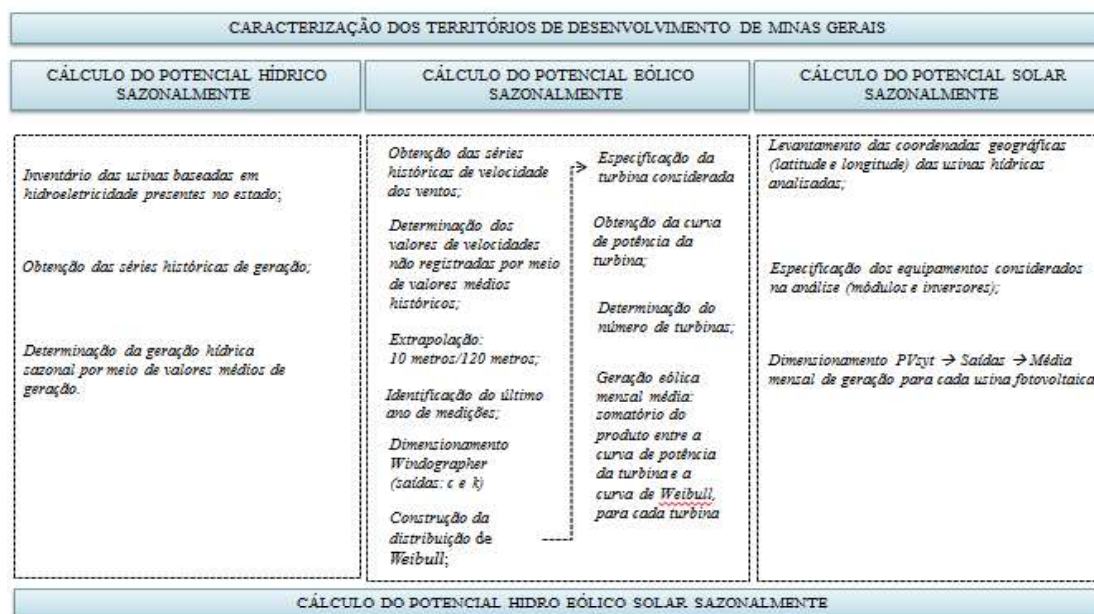 CARACTERIZAÇÃO DOS TERRITÓRIOS DE DESENVOLVIMENTO DE MINAS GERAIS
CÁLCULO DO POTENCIAL HÍDRICO
SAZONALMENTE
CÁLCULO DO POTENCIAL EÓLICO
SAZONALMENTE
CÁLCULO DO POTENCIAL SOLAR
SAZONALMENTE
Inventário das usinas baseadas em
hidroeletricidade presentes no estado;
Obtenção das séries históricas de geração;
Determinação da geração hídrica
sazonal por meio de valores médios de
geração.
Obtenção das séries
históricas de velocidade
dos ventos;
Determinação dos
valores de velocidades
não registradas por meio
de valores médios
históricos;
Extrapolação:
10 metros/120 metros;
Identificação do último
ano de medições;
Dimensionamento
Windographer
(saídas: c e k)
Construção da
distribuição de
Weibull;
Especificação da
turbina considerada
Obtenção da curva
de potência da
turbina;
Determinação do
número de turbinas;
Geração eólica
mensal média:
somatório do
produto entre a
curva de potência
da turbina e a
curva de Weibull,
para cada turbina
Levantamento das coordenadas geográficas
(latitude e longitude) das usinas hídricas
analisadas;
Especificação dos equipamentos considerados
na análise (módulos e inversores);
Dimensionamento PVsyt → Saídas → Média
mensal de geração para cada usina fotovoltaica
CÁLCULO DO POTENCIAL HIDRO EÓLICO SOLAR SAZONALMENTE